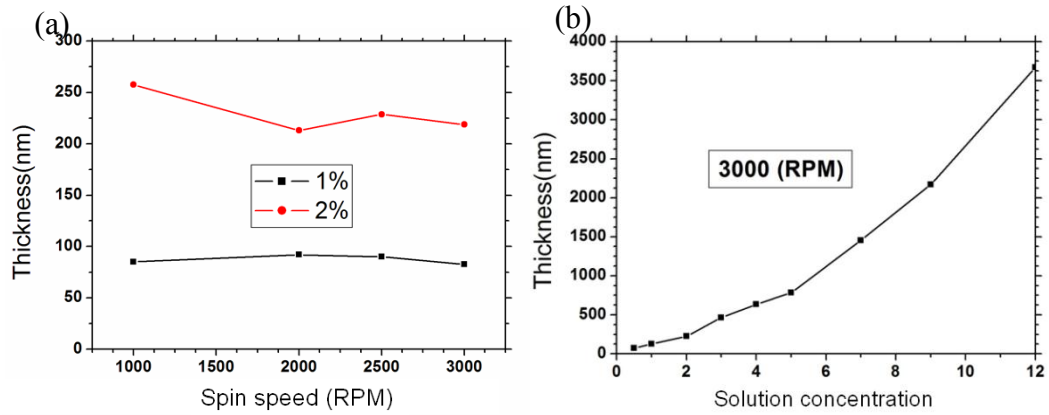 (a)
300
250
200
150
100
50
0
Thickness(nm)
1%
2%
1000 1500 2000 2500 3000
Spin speed (RPM)
(b)
4000
3500
3000
2500
2000
1500
1000
500
0
Thickness(nm)
3000 (RPM)
0 2 4 6 8 10 12
Solution concentration